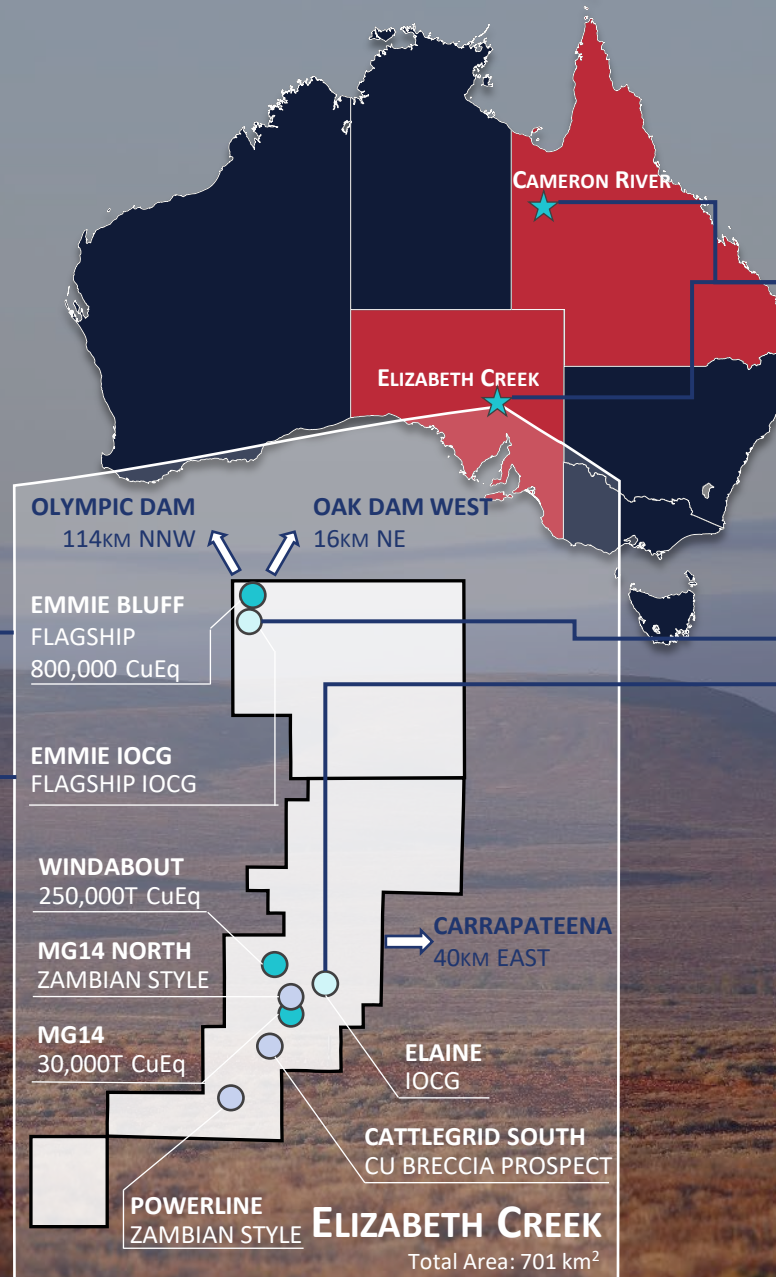 CAMERON RIVER
ELIZABETH CREEK
OLYMPIC DAM
114KM NNW
OAK DAM WEST
16KM NE
EMMIE BLUFF
FLAGSHIP
800,000 CuEq
EMMIE IOCG
FLAGSHIP IOCG
WINDABOUT
250,000T CuEq
CARRAPATEENA
40KM EAST
MG14 NORTH
ZAMBIAN STYLE
MG14
30,000T CuEq
ELAINE
IOCG
CATTLEGRID SOUTH
CU BRECCIA PROSPECT
POWERLINE
ZAMBIAN STYLE
ELIZABETH CREEK
Total Area: 701 km²